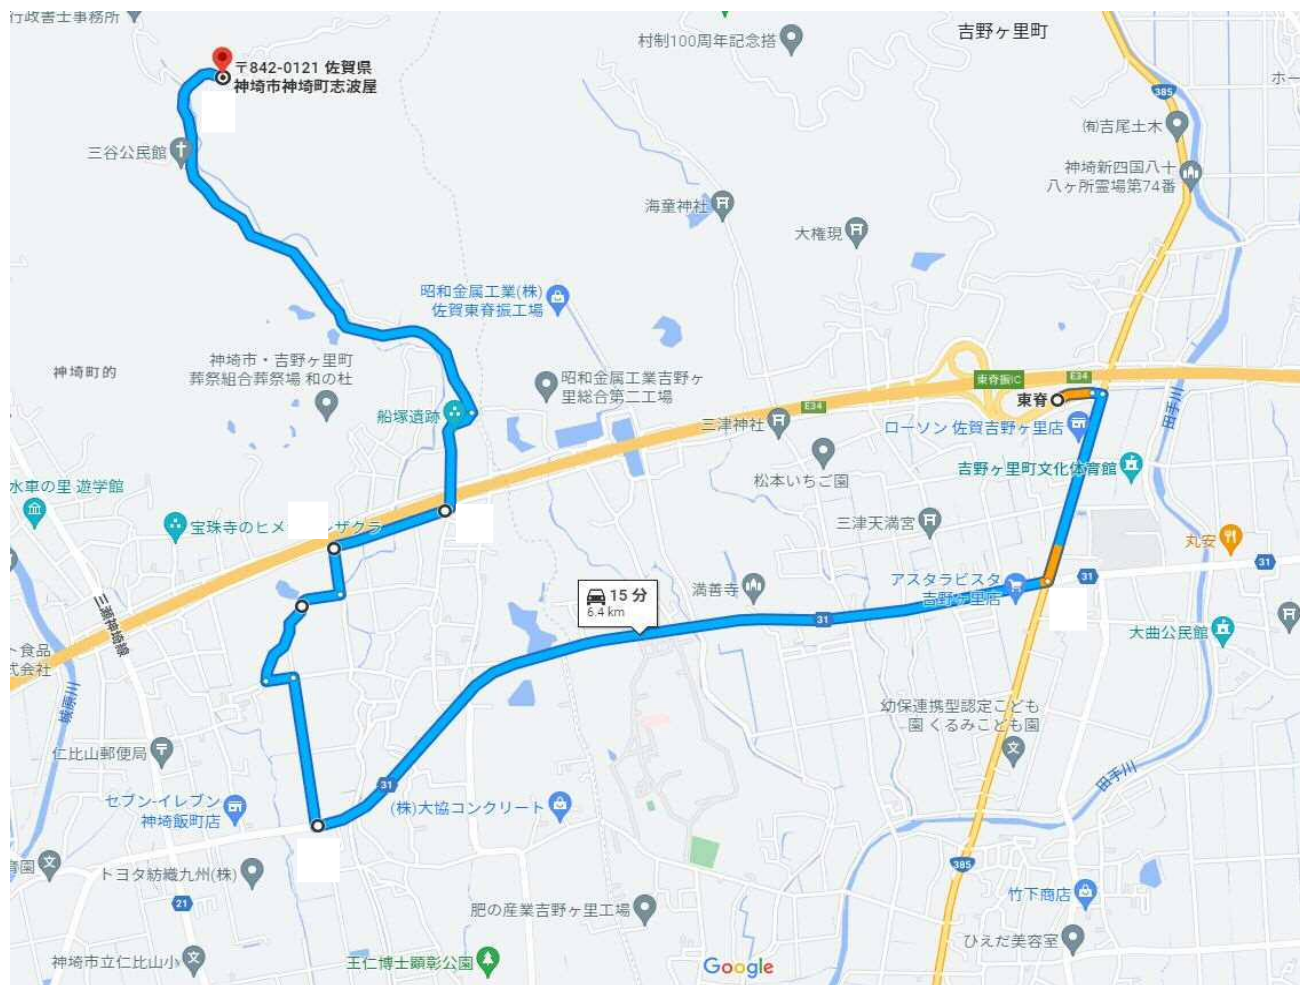 行政書士事務所
吉野ヶ里町
村制100周年記念搭
ホー
〒842-0121 佐賀県
神埼市神埼町志波屋
385
(有)吉尾土木
三谷公民館
神埼新四国八十
八ヶ所霊場第74番
海童神社
大権現
昭和金属工業(株)
佐賀東脊振工場
神埼市・吉野ヶ里町
葬祭組合葬祭場 和の杜
神埼町的
昭和金属工業吉野ヶ
里総合第二工場
東脊振IC
E34
東脊
E34
田手川
船塚遺跡
三津神社
ローソン 佐賀吉野ヶ里店
松本いちご園
吉野ヶ里町文化体育館
水車の里 遊学館
宝珠寺のヒメ
シザクラ
三津天満宮
丸安
31
31
アスタラビスタ
吉野ヶ里店
満善寺
15 分
6.4 km
31
三瀬神埼線
大曲公民館
ト食品
式会社
城原川
幼保連携型認定こども
園 くるみこども園
仁比山郵便局
田手川
31
セブン-イレブン
神埼飯町店
(株)大協コンクリート
育園
トヨタ紡織九州(株)
385
21
竹下商店
肥の産業吉野ヶ里工場
ひえだ美容室
神埼市立仁比山小
王仁博士顕彰公園
Google